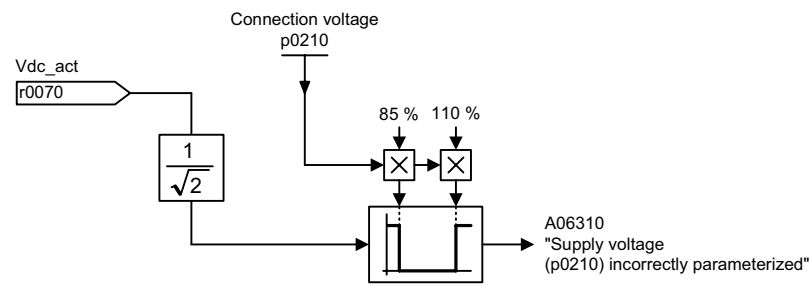 Connection voltage
p0210
Vdc_act
r0070
85 % 110 %
1
√2
A06310
"Supply voltage
(p0210) incorrectly parameterized"